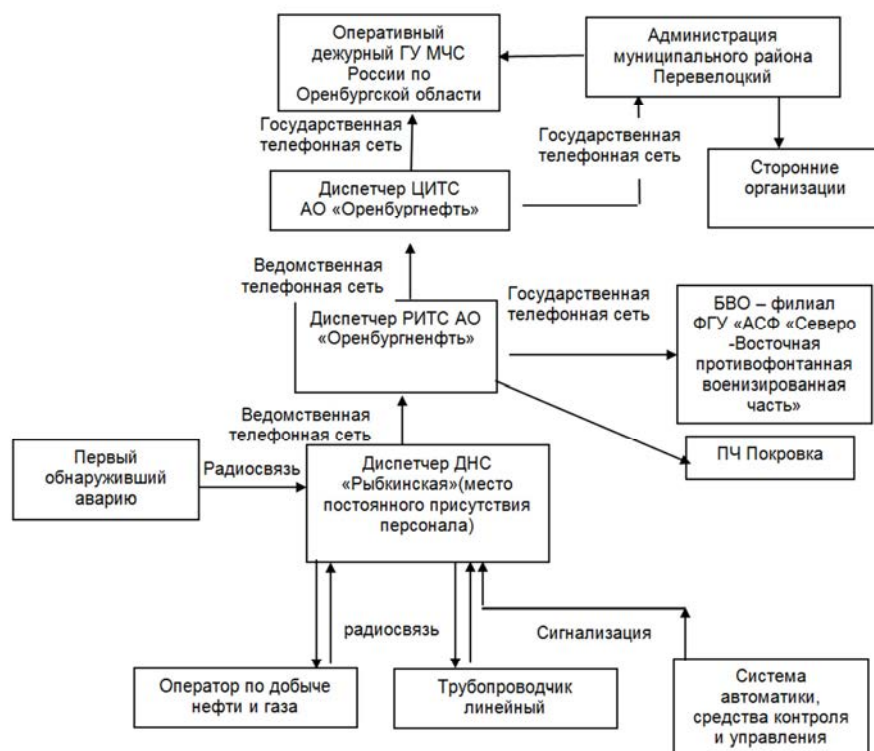 Оперативный
дежурный ГУ МЧС
России по
Оренбургской области
Администрация
муниципального района
Перевелоцкий
Государственная
телефонная сеть
Государственная
телефонная сеть
Сторонние
организации
Диспетчер ЦИТС
АО «Оренбургнефть»
Ведомственная
телефонная сеть
Государственная
телефонная сеть
Диспетчер РИТС АО
«Оренбургненфть»
БВО – филиал
ФГУ «АСФ «Северо
-Восточная
противофонтанная
военизированная
часть»
Ведомственная
телефонная сеть
ПЧ Покровка
Первый
обнаруживший
аварию
Радиосвязь
Диспетчер ДНС
«Рыбкинская»(место
постоянного присутствия
персонала)
радиосвязь
Сигнализация
Оператор по добыче
нефти и газа
Трубопроводчик
линейный
Система
автоматики,
средства контроля
и управления